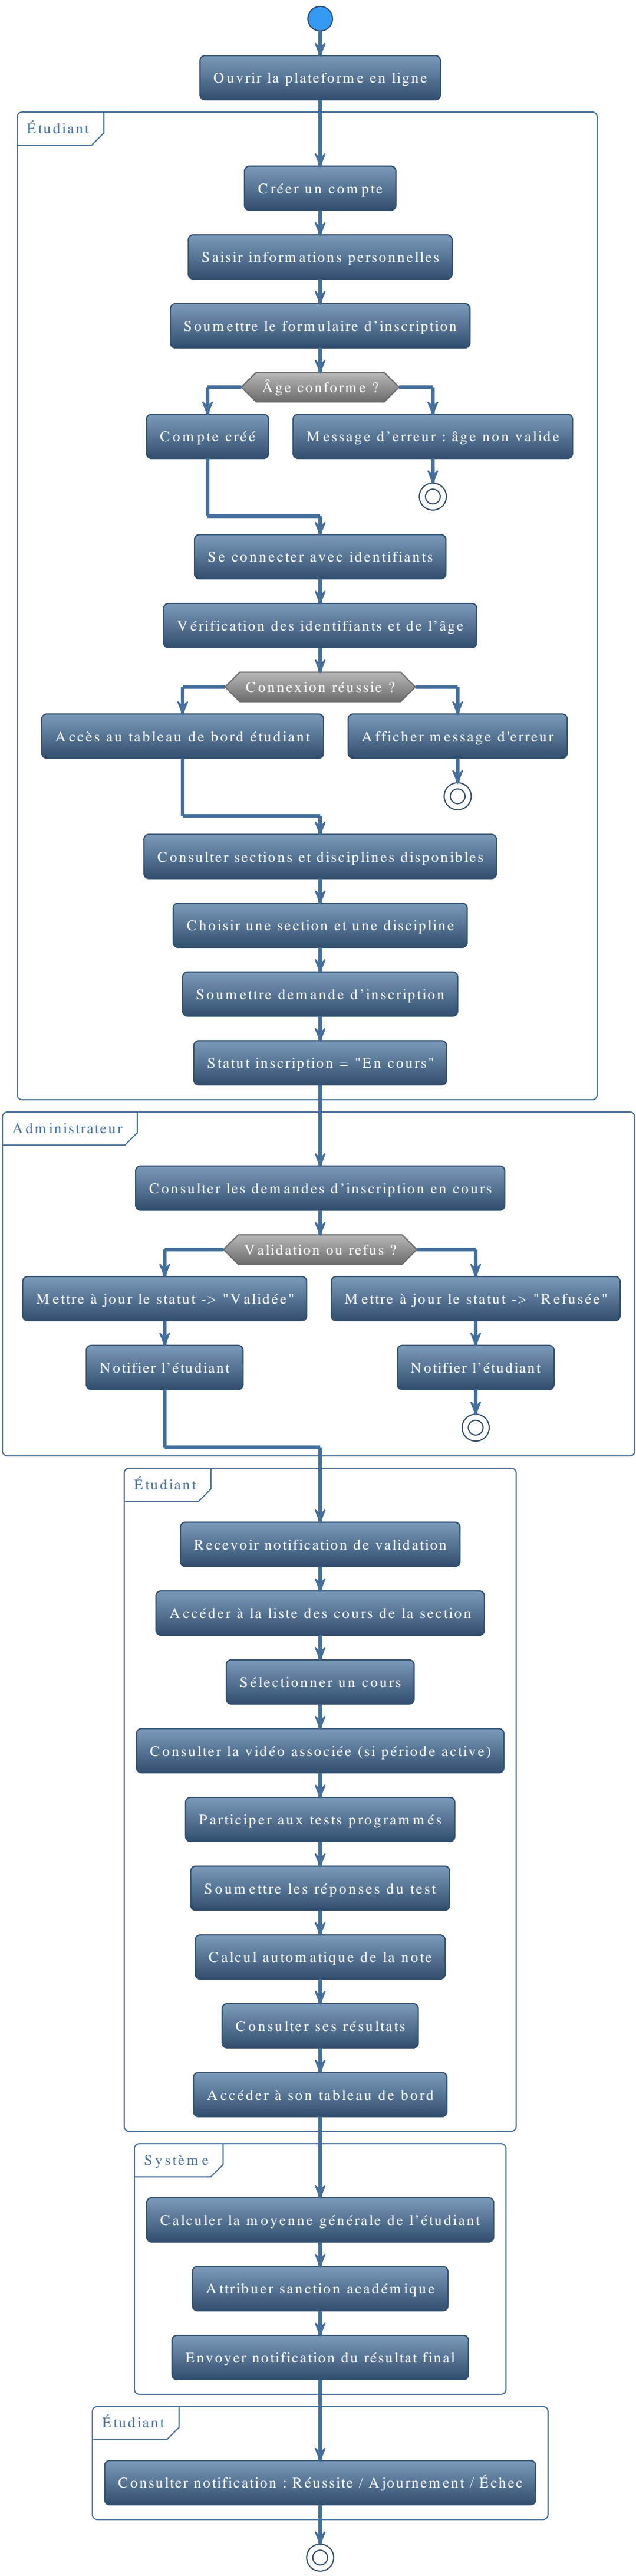 Ouvrir la plateforme en ligne
Étudiant
Créer un compte
Saisir informations personnelles
Soumettre le formulaire d’inscription
Âge conforme ?
Compte créé
Message d’erreur : âge non valide
Se connecter avec identifiants
Vérification des identifiants et de l’âge
Connexion réussie ?
Accès au tableau de bord étudiant
Afficher message d'erreur
Consulter sections et disciplines disponibles
Choisir une section et une discipline
Soumettre demande d’inscription
Statut inscription = "En cours"
Administrateur
Consulter les demandes d’inscription en cours
Validation ou refus ?
Mettre à jour le statut -> "Validée"
Mettre à jour le statut -> "Refusée"
Notifier l’étudiant
Notifier l’étudiant
Étudiant
Recevoir notification de validation
Accéder à la liste des cours de la section
Sélectionner un cours
Consulter la vidéo associée (si période active)
Participer aux tests programmés
Soumettre les réponses du test
Calcul automatique de la note
Consulter ses résultats
Accéder à son tableau de bord
Système
Calculer la moyenne générale de l’étudiant
Attribuer sanction académique
Envoyer notification du résultat final
Étudiant
Consulter notification : Réussite / Ajournement / Échec